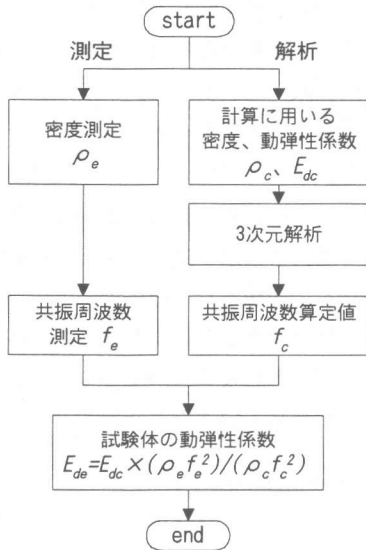 start
測定
解析
密度測定
ρe
計算に用いる
密度、動弾性係数
ρc、Edc
3次元解析
共振周波数
測定 fe
共振周波数算定値
fc
試験体の動弾性係数
Ede=Edc×(ρefe²)/(ρcfc²)
end